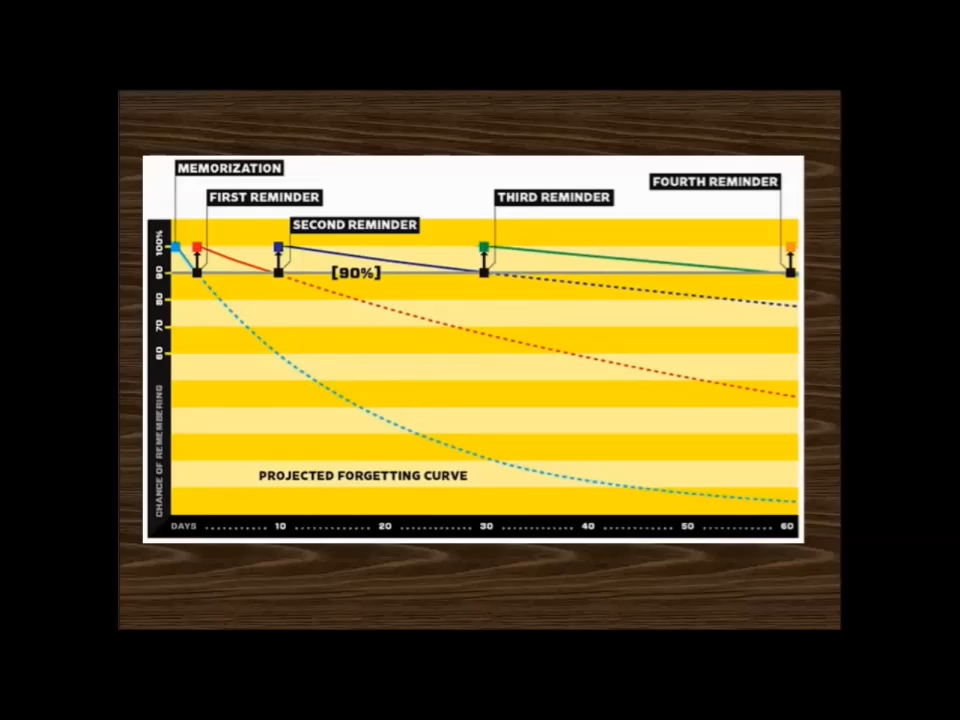 MEMORIZATION
FOURTH REMINDER
FIRST REMINDER
THIRD REMINDER
SECOND REMINDER
100%
90
[90%]
80
70
60
CHANCE OF REMEMBERING
PROJECTED FORGETTING CURVE
DAYS 10 20 30 40 50 60